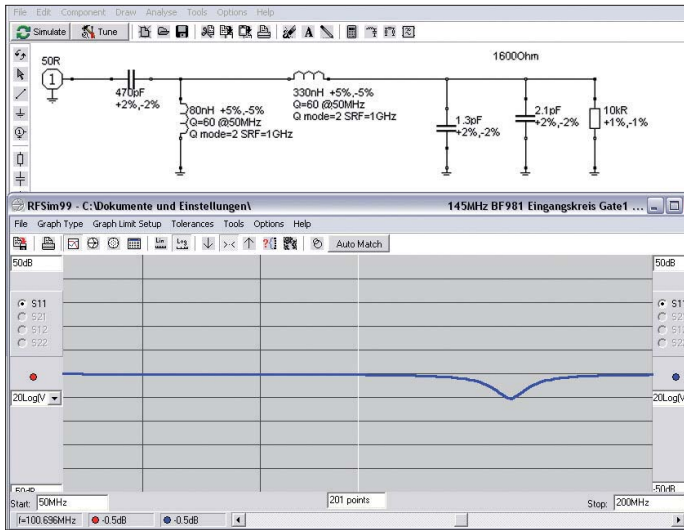 File Edit Component Draw Analyse Tools Options Help
Simulate Tune
50R
1
470pF
+2%,-2%
80nH +5%,-5%
Q=60 @50MHz
Q mode=2 SRF=1GHz
330nH +5%,-5%
Q=60 @50MHz
Q mode=2 SRF=1GHz
1600Ohm
1.3pF
+2%,-2%
2.1pF
+2%,-2%
10kR
+1%,-1%
RFSim99 - C:\Dokumente und Einstellungen\ 145MHz BF981 Eingangskreis Gate1 ...
File Graph Type Graph Limit Setup Tolerances Tools Options Help
Lin Log Auto Match
50dB 50dB
S11
S21
S12
S22
20Log(V
-50dB -50dB
Start: 50MHz 201 points Stop: 200MHz
f=100.696MHz -0.5dB -0.5dB